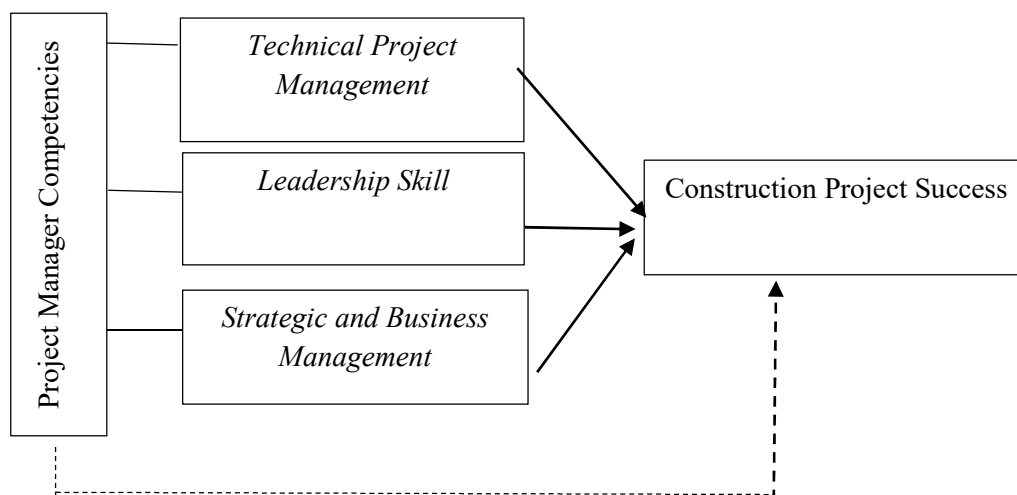 Project Manager Competencies
Technical Project
Management
Leadership Skill
Strategic and Business
Management
Construction Project Success